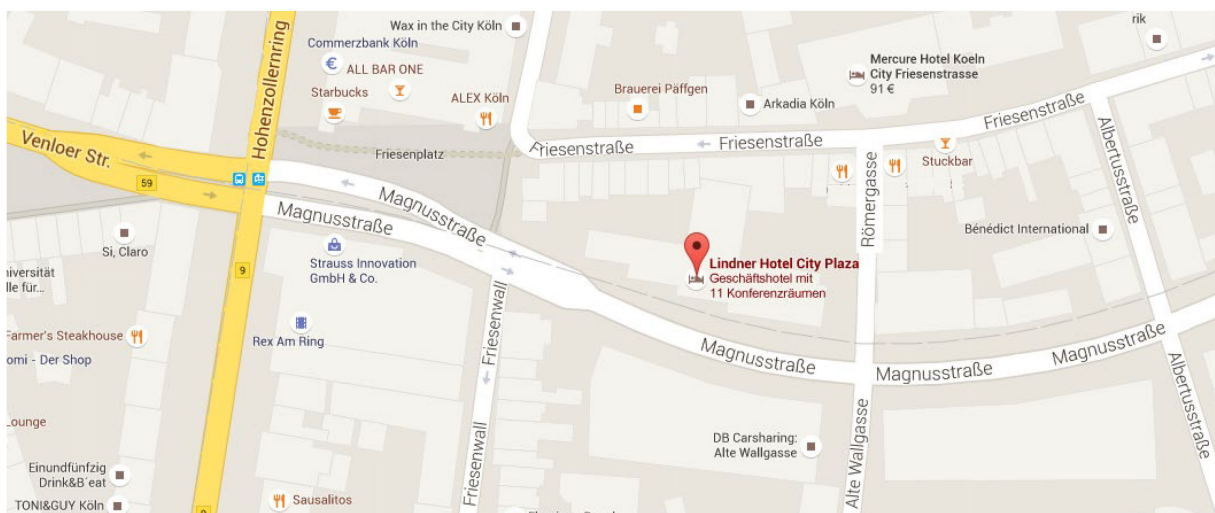 Wax in the City Köln
rik
Commerzbank Köln
ALL BAR ONE
Starbucks
ALEX Köln
Hohenzollernring
Mercure Hotel Koeln
City Friesenstrasse
91 €
Brauerei Päffgen
Arkadia Köln
Friesenstraße
Friesenstraße
Friesenstraße
Albertusstraße
Venloer Str.
Friesenplatz
Stuckbar
59
Magnusstraße
Magnusstraße
Römergasse
Si, Claro
Bénédict International
Strauss Innovation
GmbH & Co.
Lindner Hotel City Plaza
Geschäftshotel mit
11 Konferenzräumen
niversität
lle für...
9
Farmer's Steakhouse
Rex Am Ring
omi - Der Shop
Friesenwall
Magnusstraße
Magnusstraße
Magnusstraße
Albertusstraße
Lounge
DB Carsharing:
Alte Wallgasse
Alte Wallgasse
Friesenwall
Einundfünfzig
Drink&B´eat
TONI&GUY Köln
Sausalitos
9